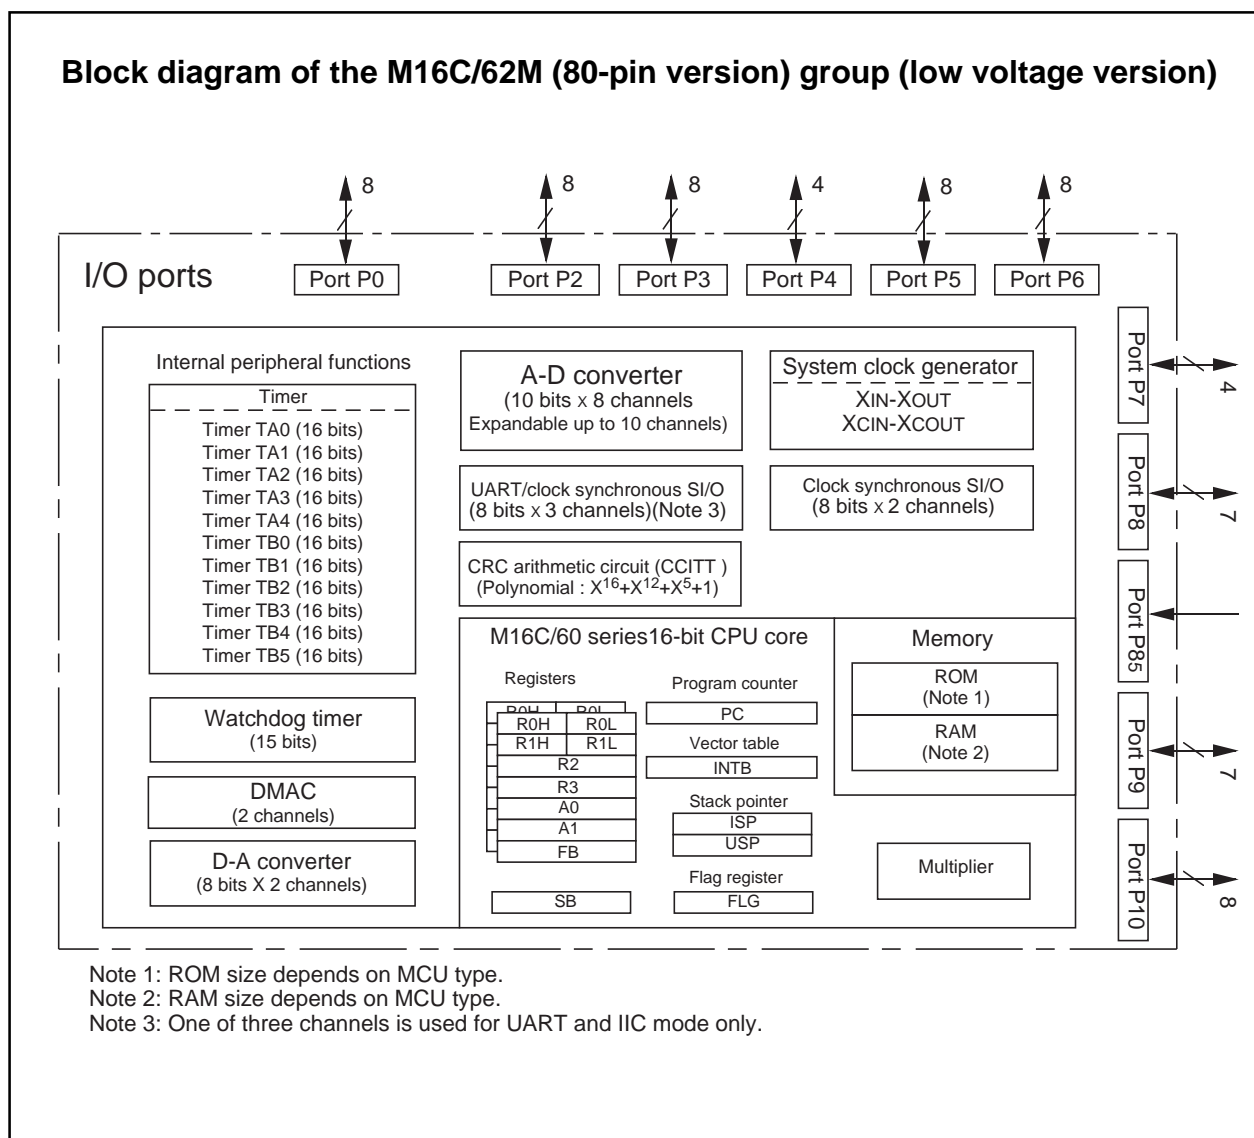 Block diagram of the M16C/62M (80-pin version) group (low voltage version)
8
8
8
4
8
8
I/O ports
Port P0
Port P2
Port P3
Port P4
Port P5
Port P6
Internal peripheral functions
Timer
Timer TA0 (16 bits)
Timer TA1 (16 bits)
Timer TA2 (16 bits)
Timer TA3 (16 bits)
Timer TA4 (16 bits)
Timer TB0 (16 bits)
Timer TB1 (16 bits)
Timer TB2 (16 bits)
Timer TB3 (16 bits)
Timer TB4 (16 bits)
Timer TB5 (16 bits)
Watchdog timer
(15 bits)
DMAC
(2 channels)
D-A converter
(8 bits X 2 channels)
A-D converter
(10 bits x 8 channels
Expandable up to 10 channels)
UART/clock synchronous SI/O
(8 bits x 3 channels)(Note 3)
CRC arithmetic circuit (CCITT )
(Polynomial : X16+X12+X5+1)
System clock generator
XIN-XOUT
XCIN-XCOUT
Clock synchronous SI/O
(8 bits x 2 channels)
M16C/60 series16-bit CPU core
Registers
R0H R0L
R0H R0L
R1H R1L
R2
R3
A0
A1
FB
SB
Program counter
PC
Vector table
INTB
Stack pointer
ISP
USP
Flag register
FLG
Memory
ROM
(Note 1)
RAM
(Note 2)
Multiplier
Port P7
4
Port P8
7
Port P85
Port P9
7
Port P10
8
Note 1: ROM size depends on MCU type.
Note 2: RAM size depends on MCU type.
Note 3: One of three channels is used for UART and IIC mode only.